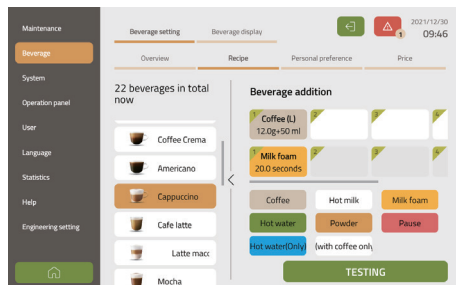 Maintenance
Beverage
System
Operation panel
User
Language
Statistics
Help
Engineering setting
Beverage setting
Beverage display
1
2021/12/30
09:46
Overview
Recipe
Personal preference
Price
22 beverages in total
now
Coffee Crema
Americano
Cappuccino
Cafe latte
Latte macc
Mocha
Beverage addition
1
Coffee (L)
12.0g+50 ml
2
3
4
1
Milk foam
20.0 seconds
2
3
4
Coffee
Hot milk
Milk foam
Hot water
Powder
Pause
Hot water(Only)
(with coffee only
TESTING